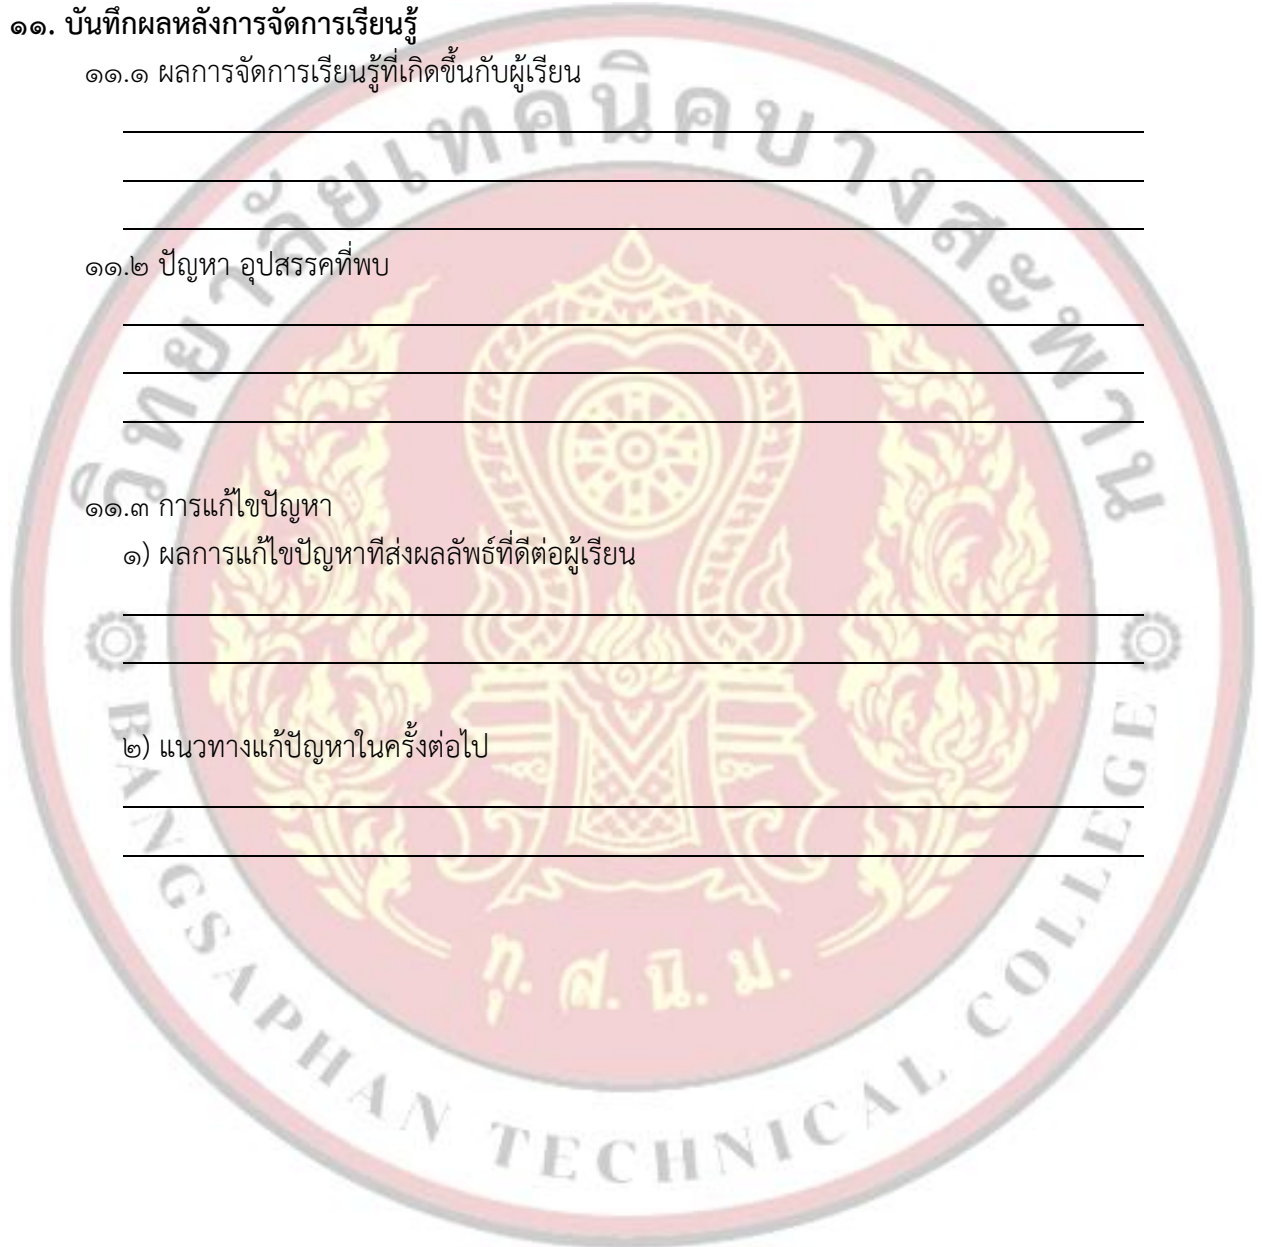 ๑๑. บันทึกผลหลังการจัดการเรียนรู้
๑๑.๑ ผลการจัดการเรียนรู้ที่เกิดขึ้นกับผู้เรียน
๑๑.๒ ปัญหา อุปสรรคที่พบ
๑๑.๓ การแก้ไขปัญหา
๑) ผลการแก้ไขปัญหาทีส่งผลลัพธ์ที่ดีต่อผู้เรียน
๒) แนวทางแก้ปัญหาในครั้งต่อไป
วิทยาลัยเทคนิคบางสะพาน
ทุ. ส. นิ. ม.
BANGSAPHAN TECHNICAL COLLEGE